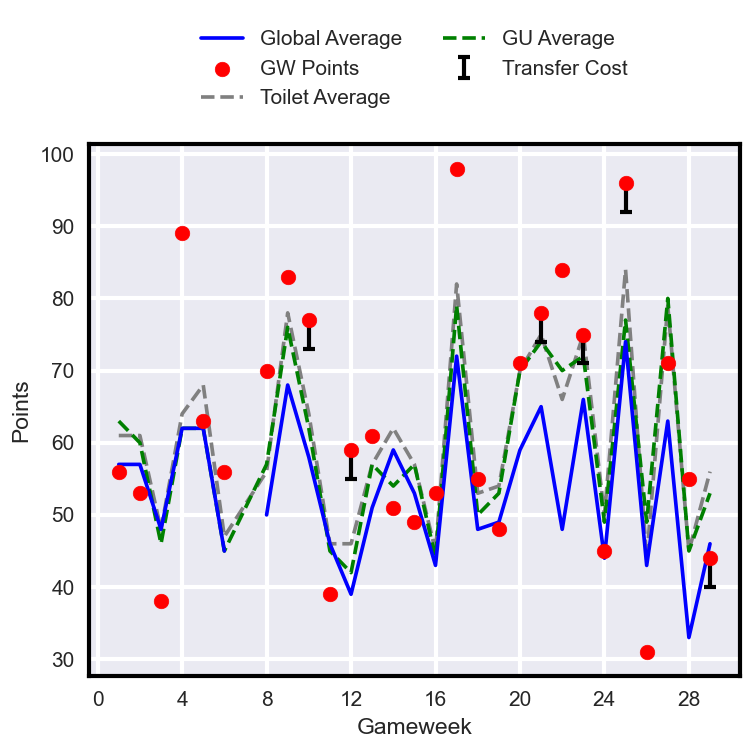 Global Average
GW Points
Toilet Average
GU Average
Transfer Cost
100
90
80
70
60
50
40
30
Points
0 4 8 12 16 20 24 28
Gameweek